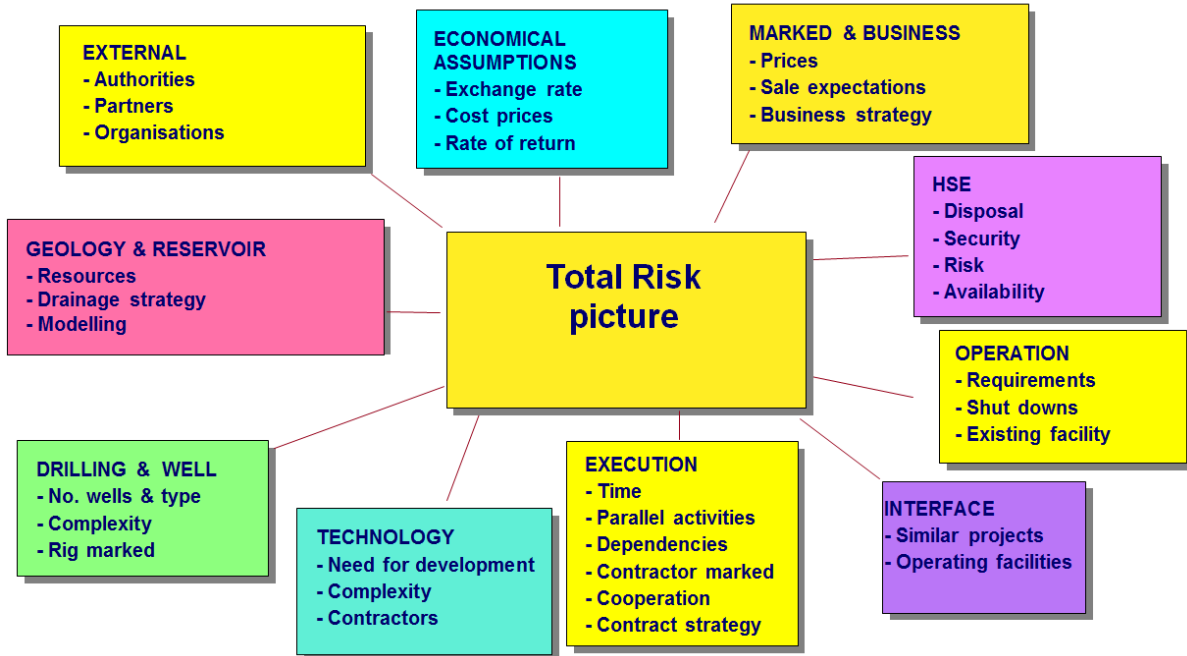 EXTERNAL
- Authorities
- Partners
- Organisations
ECONOMICAL
ASSUMPTIONS
- Exchange rate
- Cost prices
- Rate of return
MARKED & BUSINESS
- Prices
- Sale expectations
- Business strategy
HSE
- Disposal
- Security
- Risk
- Availability
GEOLOGY & RESERVOIR
- Resources
- Drainage strategy
- Modelling
Total Risk
picture
OPERATION
- Requirements
- Shut downs
- Existing facility
DRILLING & WELL
- No. wells & type
- Complexity
- Rig marked
TECHNOLOGY
- Need for development
- Complexity
- Contractors
EXECUTION
- Time
- Parallel activities
- Dependencies
- Contractor marked
- Cooperation
- Contract strategy
INTERFACE
- Similar projects
- Operating facilities